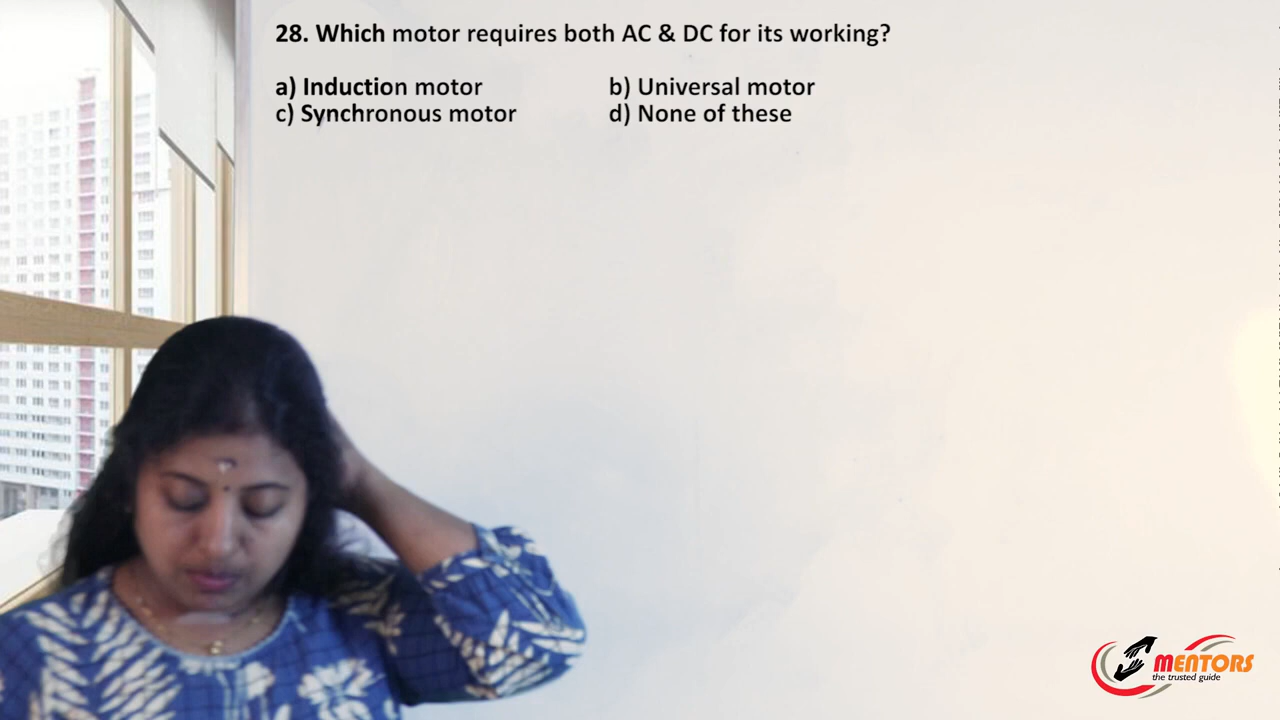 28. Which motor requires both AC & DC for its working?
a) Induction motor b) Universal motor
c) Synchronous motor d) None of these
MENTORS
the trusted guide